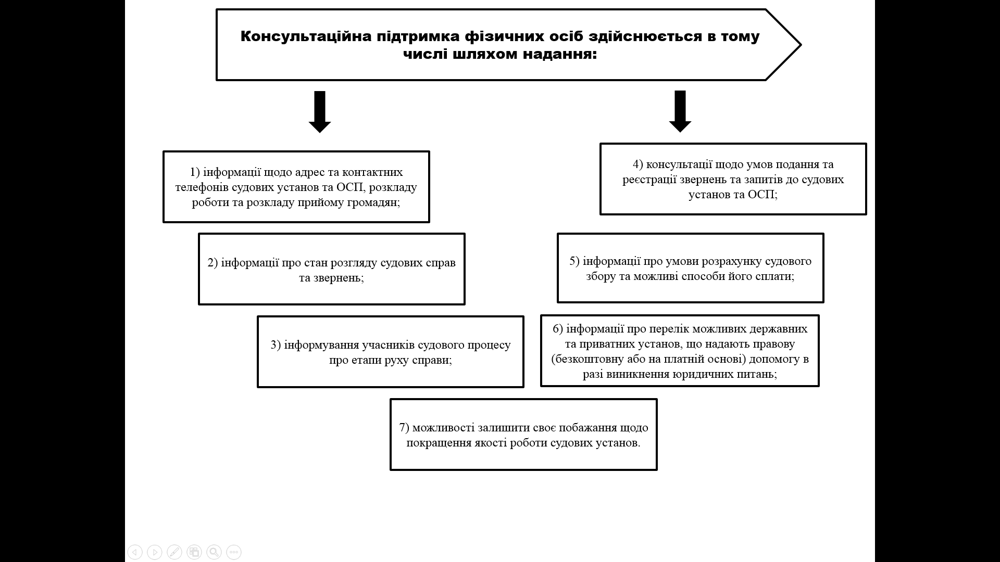 Консультаційна підтримка фізичних осіб здійснюється в тому
числі шляхом надання:
1) інформації щодо адрес та контактних
телефонів судових установ та ОСП, розкладу
роботи та розкладу прийому громадян;
2) інформації про стан розгляду судових справ
та звернень;
3) інформування учасників судового процесу
про етапи руху справи;
4) консультації щодо умов подання та
реєстрації звернень та запитів до судових
установ та ОСП;
5) інформації про умови розрахунку судового
збору та можливі способи його сплати;
6) інформації про перелік можливих державних
та приватних установ, що надають правову
(безкоштовну або на платній основі) допомогу в
разі виникнення юридичних питань;
7) можливості залишити своє побажання щодо
покращення якості роботи судових установ.